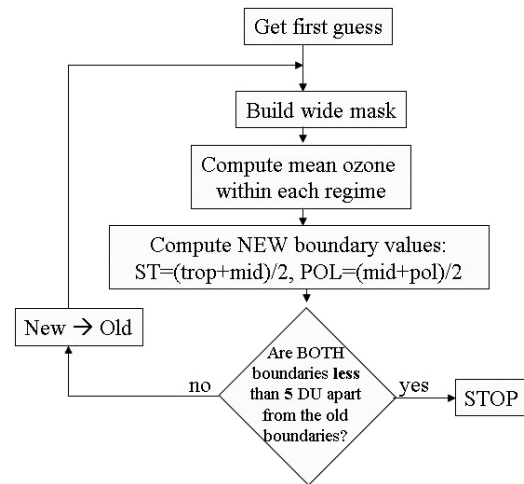 Get first guess
Build wide mask
Compute mean ozone
within each regime
Compute NEW boundary values:
ST=(trop+mid)/2, POL=(mid+pol)/2
New → Old
Are BOTH
boundaries less
than 5 DU apart
from the old
boundaries?
no
yes
STOP